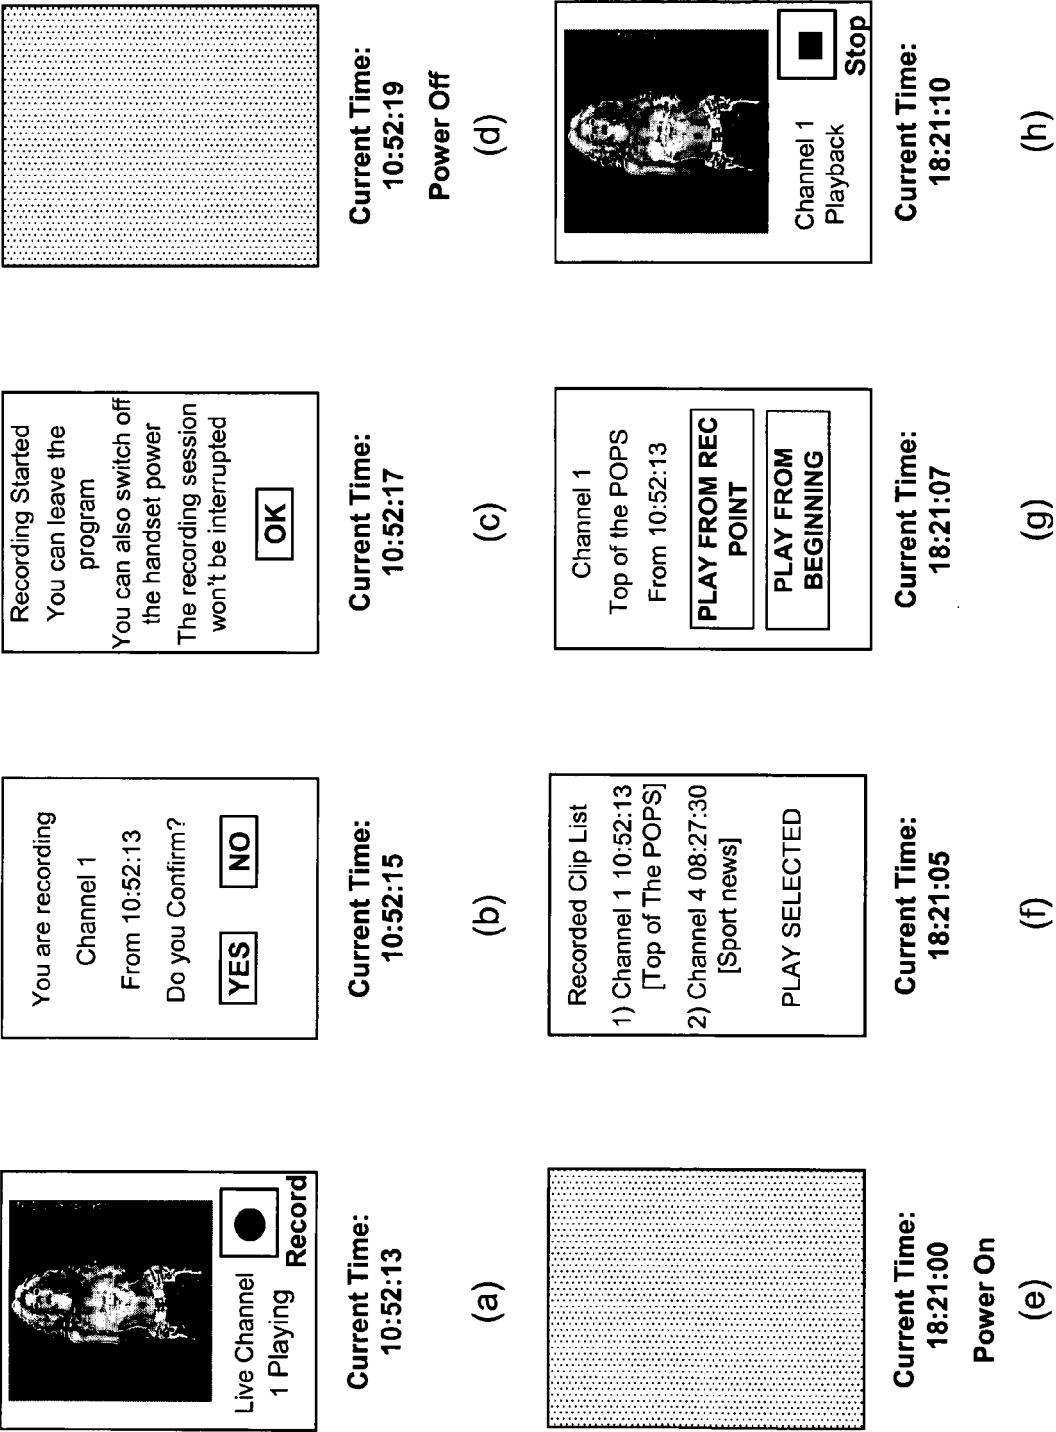 Live Channel
1 Playing
Record
Current Time:
10:52:13
(a)
You are recording
Channel 1
From 10:52:13
Do you Confirm?
YES
NO
Current Time:
10:52:15
(b)
Recording Started
You can leave the
program
You can also switch off
the handset power
The recording session
won't be interrupted
OK
Current Time:
10:52:17
(c)
Current Time:
10:52:19
Power Off
(d)
Current Time:
18:21:00
Power On
(e)
Recorded Clip List
1) Channel 1 10:52:13
[Top of The POPS]
2) Channel 4 08:27:30
[Sport news]
PLAY SELECTED
Current Time:
18:21:05
(f)
Channel 1
Top of the POPS
From 10:52:13
PLAY FROM REC
POINT
PLAY FROM
BEGINNING
Current Time:
18:21:07
(g)
Channel 1
Playback
Stop
Current Time:
18:21:10
(h)